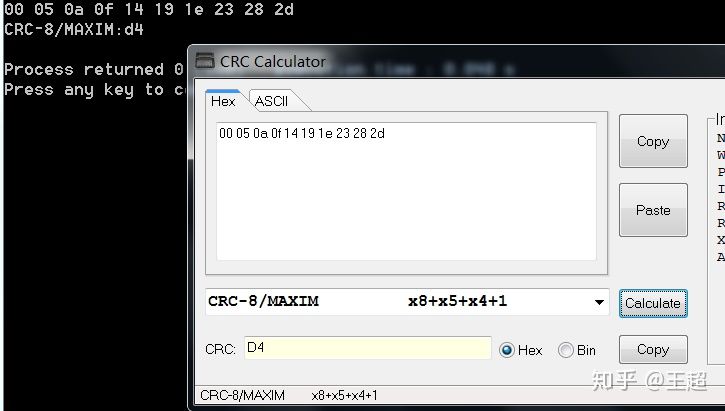 00 05 0a 0f 14 19 1e 23 28 2d
CRC-8/MAXIM:d4
Process returned 0
Press any key to c
CRC Calculator
Hex
ASCII
00 05 0a 0f 14 19 1e 23 28 2d
Copy
Paste
CRC-8/MAXIM x8+x5+x4+1
Calculate
CRC:
D4
Hex
Bin
Copy
CRC-8/MAXIM x8+x5+x4+1
In
N
W
P
I
R
R
X
A
知乎 @王超